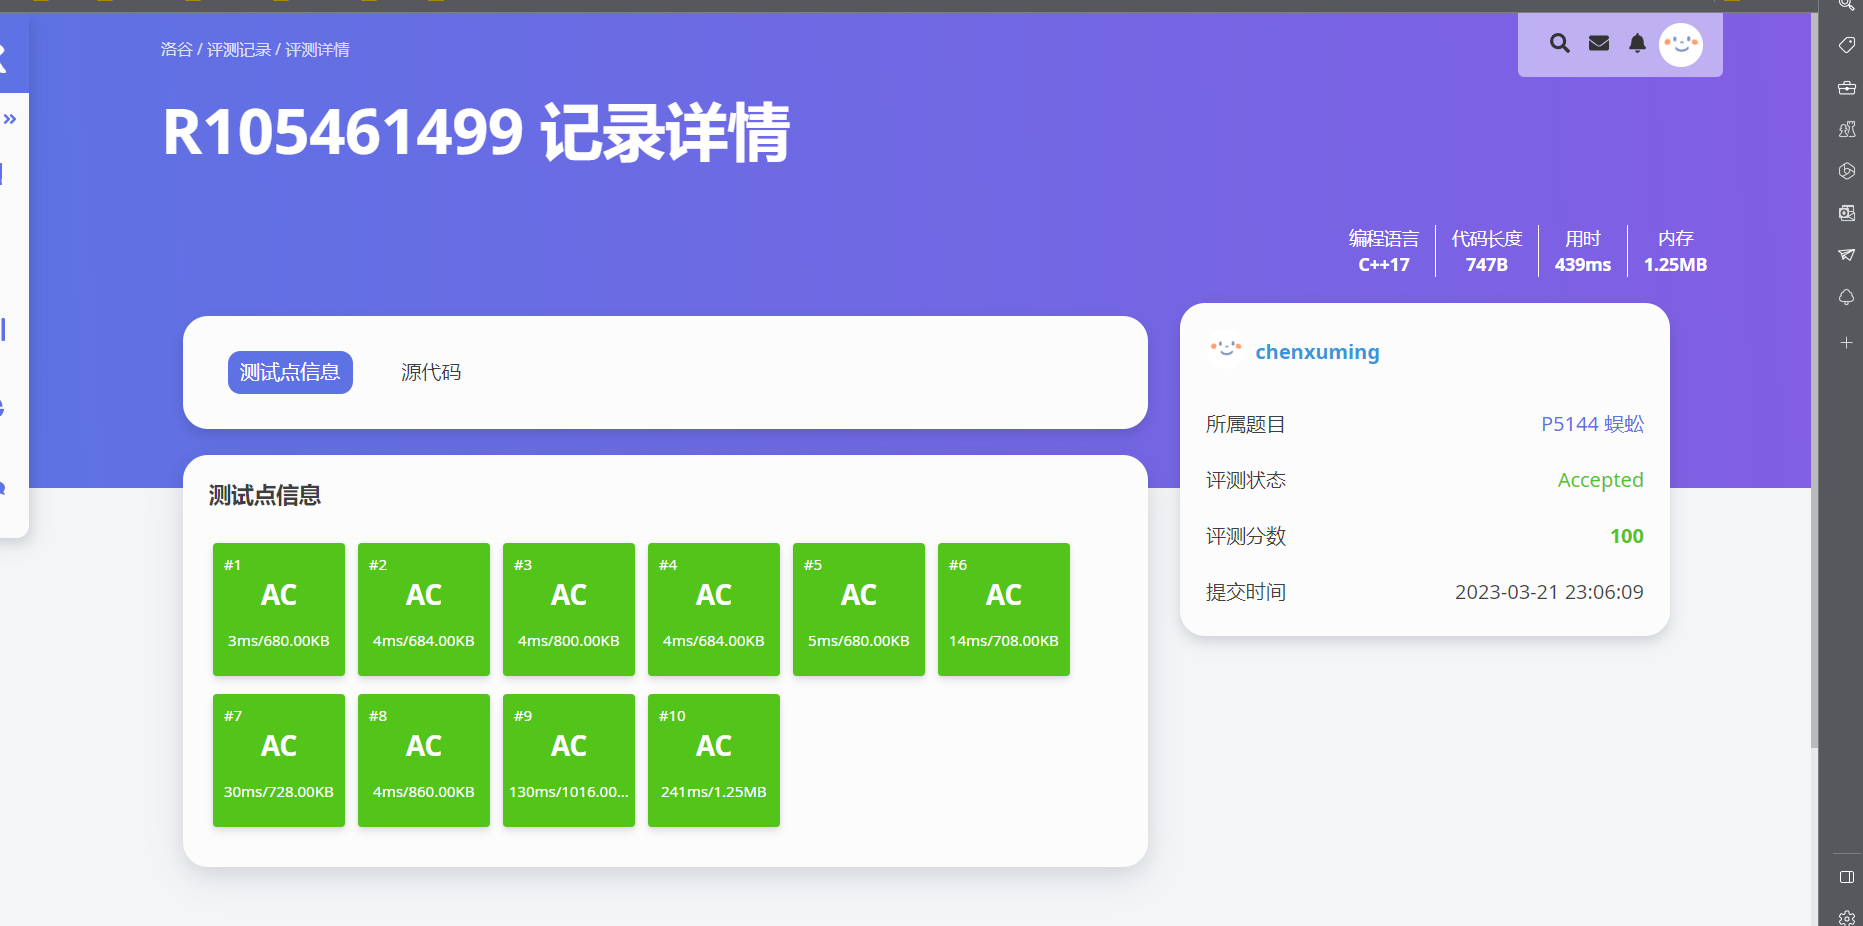 洛谷 / 评测记录 / 评测详情
R105461499 记录详情
编程语言 代码长度 用时 内存
C++17 747B 439ms 1.25MB
测试点信息 源代码
chenxuming
所属题目 P5144 蜈蚣
评测状态 Accepted
评测分数 100
提交时间 2023-03-21 23:06:09
测试点信息
#1 #2 #3 #4 #5 #6
AC AC AC AC AC AC
3ms/680.00KB 4ms/684.00KB 4ms/800.00KB 4ms/684.00KB 5ms/680.00KB 14ms/708.00KB
#7 #8 #9 #10
AC AC AC AC
30ms/728.00KB 4ms/860.00KB 130ms/1016.00... 241ms/1.25MB